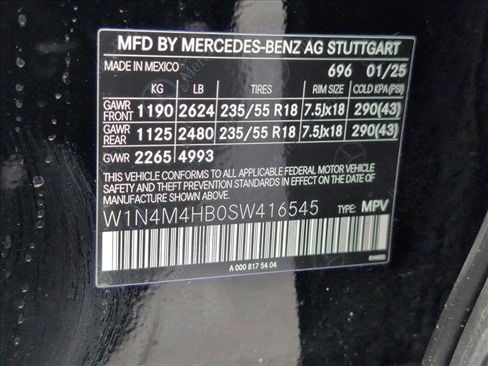 MFD BY MERCEDES-BENZ AG STUTTGART
MADE IN MEXICO 696 01/25
KG LB TIRES RIM SIZE COLD KPA(PSI)
GAWR FRONT 1190 2624 235/55 R18 7.5Jx18 290(43)
GAWR REAR 1125 2480 235/55 R18 7.5Jx18 290(43)
GVWR 2265 4993
THIS VEHICLE CONFORMS TO ALL APPLICABLE FEDERAL MOTOR VEHICLE
SAFETY AND THEFT PREVENTION STANDARDS IN EFFECT ON THE DATE OF
MANUFACTURE SHOWN ABOVE.
W1N4M4HB0SW416545 TYPE: MPV
A 000 817 54 04